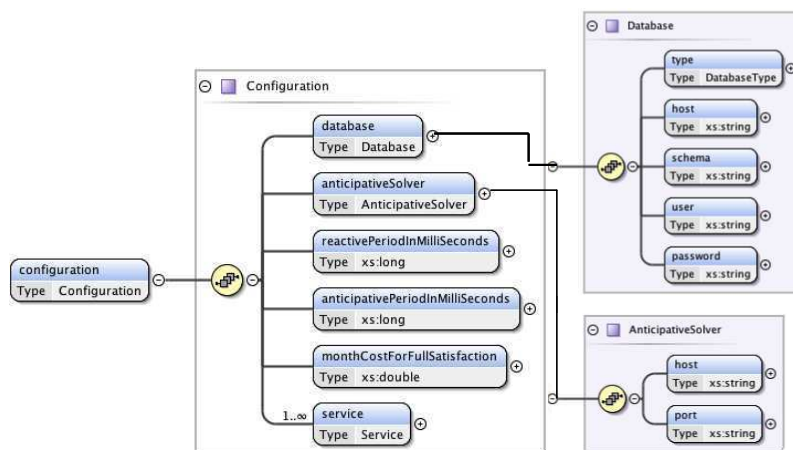 Database
type
Type DatabaseType
host
Type xs:string
schema
Type xs:string
user
Type xs:string
password
Type xs:string
Configuration
database
Type Database
anticipativeSolver
Type AnticipativeSolver
reactivePeriodInMilliSeconds
Type xs:long
configuration
Type Configuration
anticipativePeriodInMilliSeconds
Type xs:long
monthCostForFullSatisfaction
Type xs:double
1..∞
service
Type Service
AnticipativeSolver
host
Type xs:string
port
Type xs:string